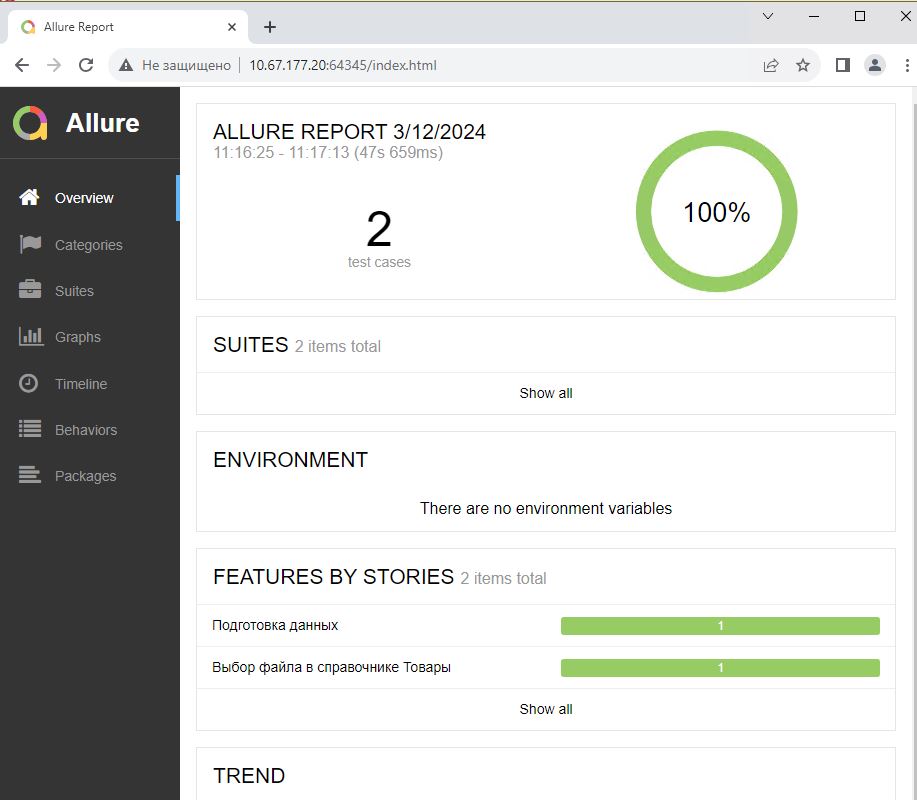 Allure Report
Не защищено 10.67.177.20:64345/index.html
Allure
Overview
Categories
Suites
Graphs
Timeline
Behaviors
Packages
ALLURE REPORT 3/12/2024
11:16:25 - 11:17:13 (47s 659ms)
2
test cases
100%
SUITES 2 items total
Show all
ENVIRONMENT
There are no environment variables
FEATURES BY STORIES 2 items total
Подготовка данных 1
Выбор файла в справочнике Товары 1
Show all
TREND